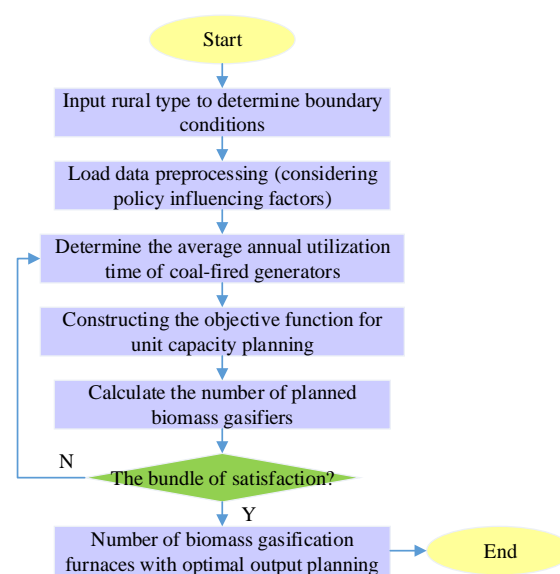 Start
Input rural type to determine boundary
conditions
Load data preprocessing (considering
policy influencing factors)
Determine the average annual utilization
time of coal-fired generators
Constructing the objective function for
unit capacity planning
Calculate the number of planned
biomass gasifiers
N
The bundle of satisfaction?
Y
Number of biomass gasification
furnaces with optimal output planning
End